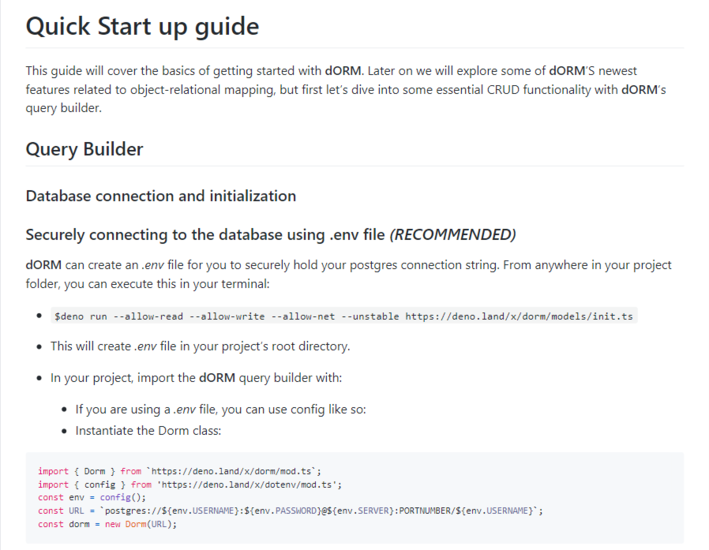 Quick Start up guide
This guide will cover the basics of getting started with dORM. Later on we will explore some of dORM'S newest
features related to object-relational mapping, but first let's dive into some essential CRUD functionality with dORM's
query builder.
Query Builder
Database connection and initialization
Securely connecting to the database using .env file (RECOMMENDED)
dORM can create an .env file for you to securely hold your postgres connection string. From anywhere in your project
folder, you can execute this in your terminal:
$deno run --allow-read --allow-write --allow-net --unstable https://deno.land/x/dorm/models/init.ts
This will create .env file in your project's root directory.
In your project, import the dORM query builder with:
If you are using a .env file, you can use config like so:
Instantiate the Dorm class:
import { Dorm } from `https://deno.land/x/dorm/mod.ts`;
import { config } from 'https://deno.land/x/dotenv/mod.ts';
const env = config();
const URL = `postgres://${env.USERNAME}:${env.PASSWORD}@${env.SERVER}:PORTNUMBER/${env.USERNAME}`;
const dorm = new Dorm(URL);